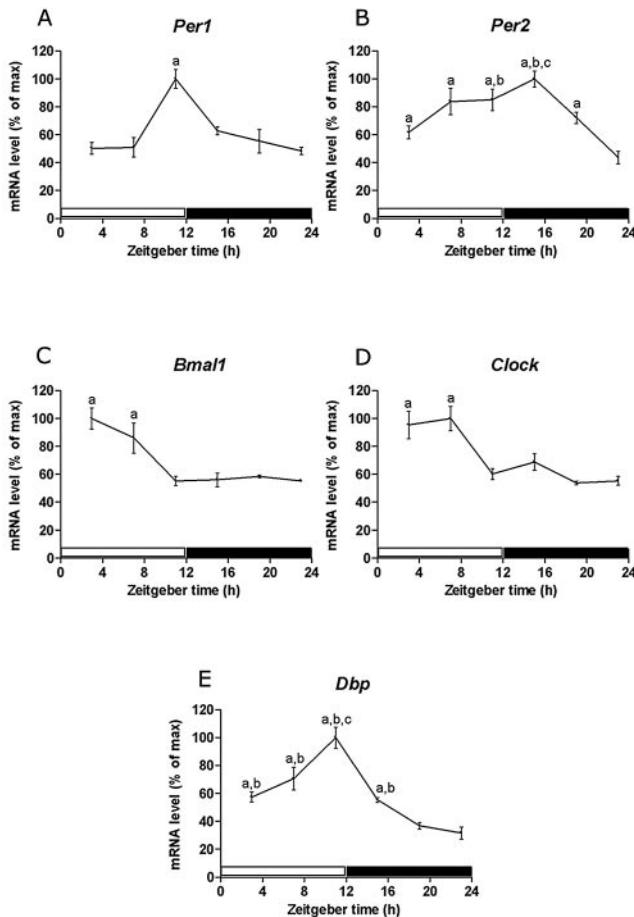 A
Per1
mRNA level (% of max)
120
100
80
60
40
20
0
a
0 4 8 12 16 20 24
Zeitgeber time (h)
B
Per2
mRNA level (% of max)
120
100
80
60
40
20
0
a a a,b a,b,c a
0 4 8 12 16 20 24
Zeitgeber time (h)
C
Bmal1
mRNA level (% of max)
120
100
80
60
40
20
0
a a
0 4 8 12 16 20 24
Zeitgeber time (h)
D
Clock
mRNA level (% of max)
120
100
80
60
40
20
0
a a
0 4 8 12 16 20 24
Zeitgeber time (h)
E
Dbp
mRNA level (% of max)
120
100
80
60
40
20
0
a,b a,b a,b,c a,b
0 4 8 12 16 20 24
Zeitgeber time (h)